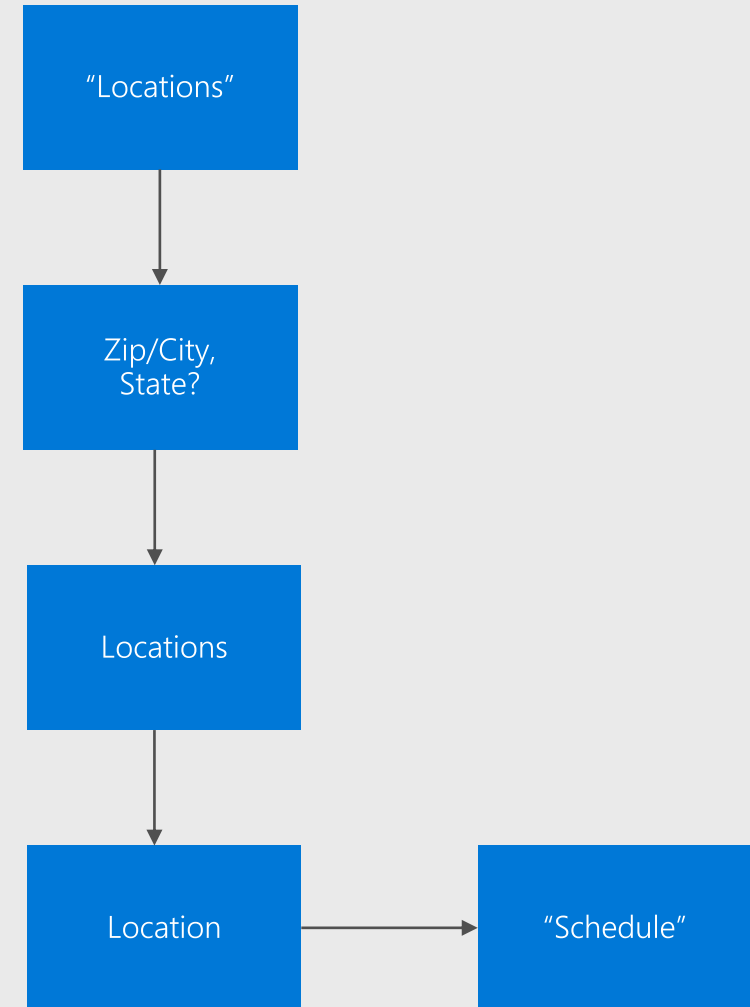 “Locations”
Zip/City,
State?
Locations
Location
“Schedule”